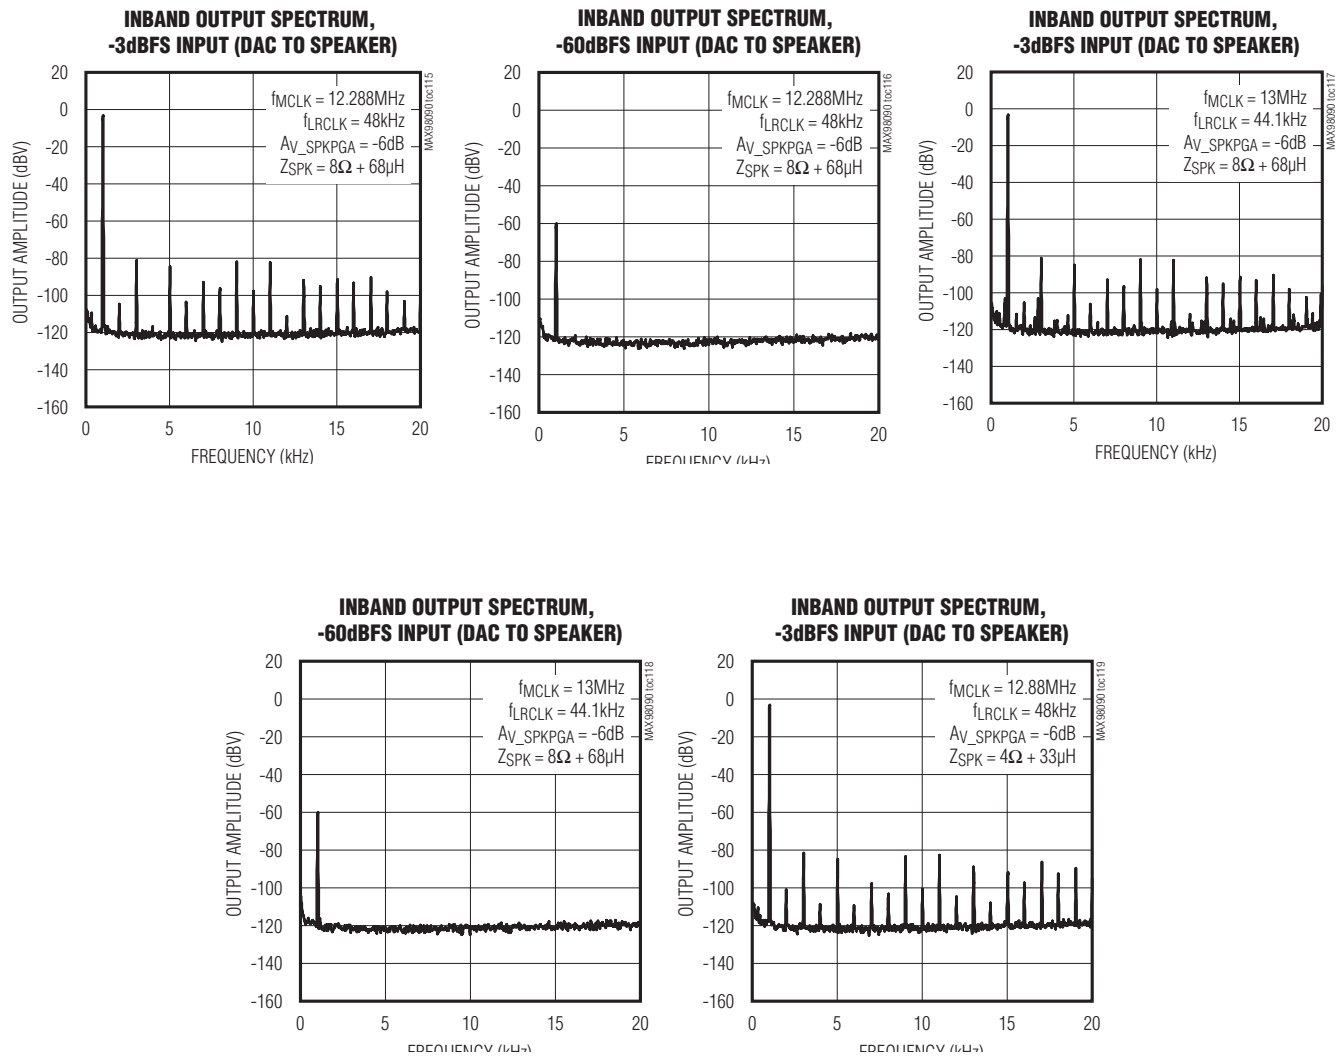 INBAND OUTPUT SPECTRUM,
-3dBFS INPUT (DAC TO SPEAKER)
20
0
-20
-40
-60
-80
-100
-120
-140
-160
OUTPUT AMPLITUDE (dBV)
fMCLK = 12.288MHz
fLRCLK = 48kHz
AV_SPKPGA = -6dB
ZSPK = 8Ω + 68µH
MAX98090 toc115
0 5 10 15 20
FREQUENCY (kHz)
INBAND OUTPUT SPECTRUM,
-60dBFS INPUT (DAC TO SPEAKER)
20
0
-20
-40
-60
-80
-100
-120
-140
-160
OUTPUT AMPLITUDE (dBV)
fMCLK = 12.288MHz
fLRCLK = 48kHz
AV_SPKPGA = -6dB
ZSPK = 8Ω + 68µH
MAX98090 toc116
0 5 10 15 20
FREQUENCY (kHz)
INBAND OUTPUT SPECTRUM,
-3dBFS INPUT (DAC TO SPEAKER)
20
0
-20
-40
-60
-80
-100
-120
-140
-160
OUTPUT AMPLITUDE (dBV)
fMCLK = 13MHz
fLRCLK = 44.1kHz
AV_SPKPGA = -6dB
ZSPK = 8Ω + 68µH
MAX98090 toc117
0 5 10 15 20
FREQUENCY (kHz)
INBAND OUTPUT SPECTRUM,
-60dBFS INPUT (DAC TO SPEAKER)
20
0
-20
-40
-60
-80
-100
-120
-140
-160
OUTPUT AMPLITUDE (dBV)
fMCLK = 13MHz
fLRCLK = 44.1kHz
AV_SPKPGA = -6dB
ZSPK = 8Ω + 68µH
MAX98090 toc118
0 5 10 15 20
FREQUENCY (kHz)
INBAND OUTPUT SPECTRUM,
-3dBFS INPUT (DAC TO SPEAKER)
20
0
-20
-40
-60
-80
-100
-120
-140
-160
OUTPUT AMPLITUDE (dBV)
fMCLK = 12.88MHz
fLRCLK = 48kHz
AV_SPKPGA = -6dB
ZSPK = 4Ω + 33µH
MAX98090 toc119
0 5 10 15 20
FREQUENCY (kHz)